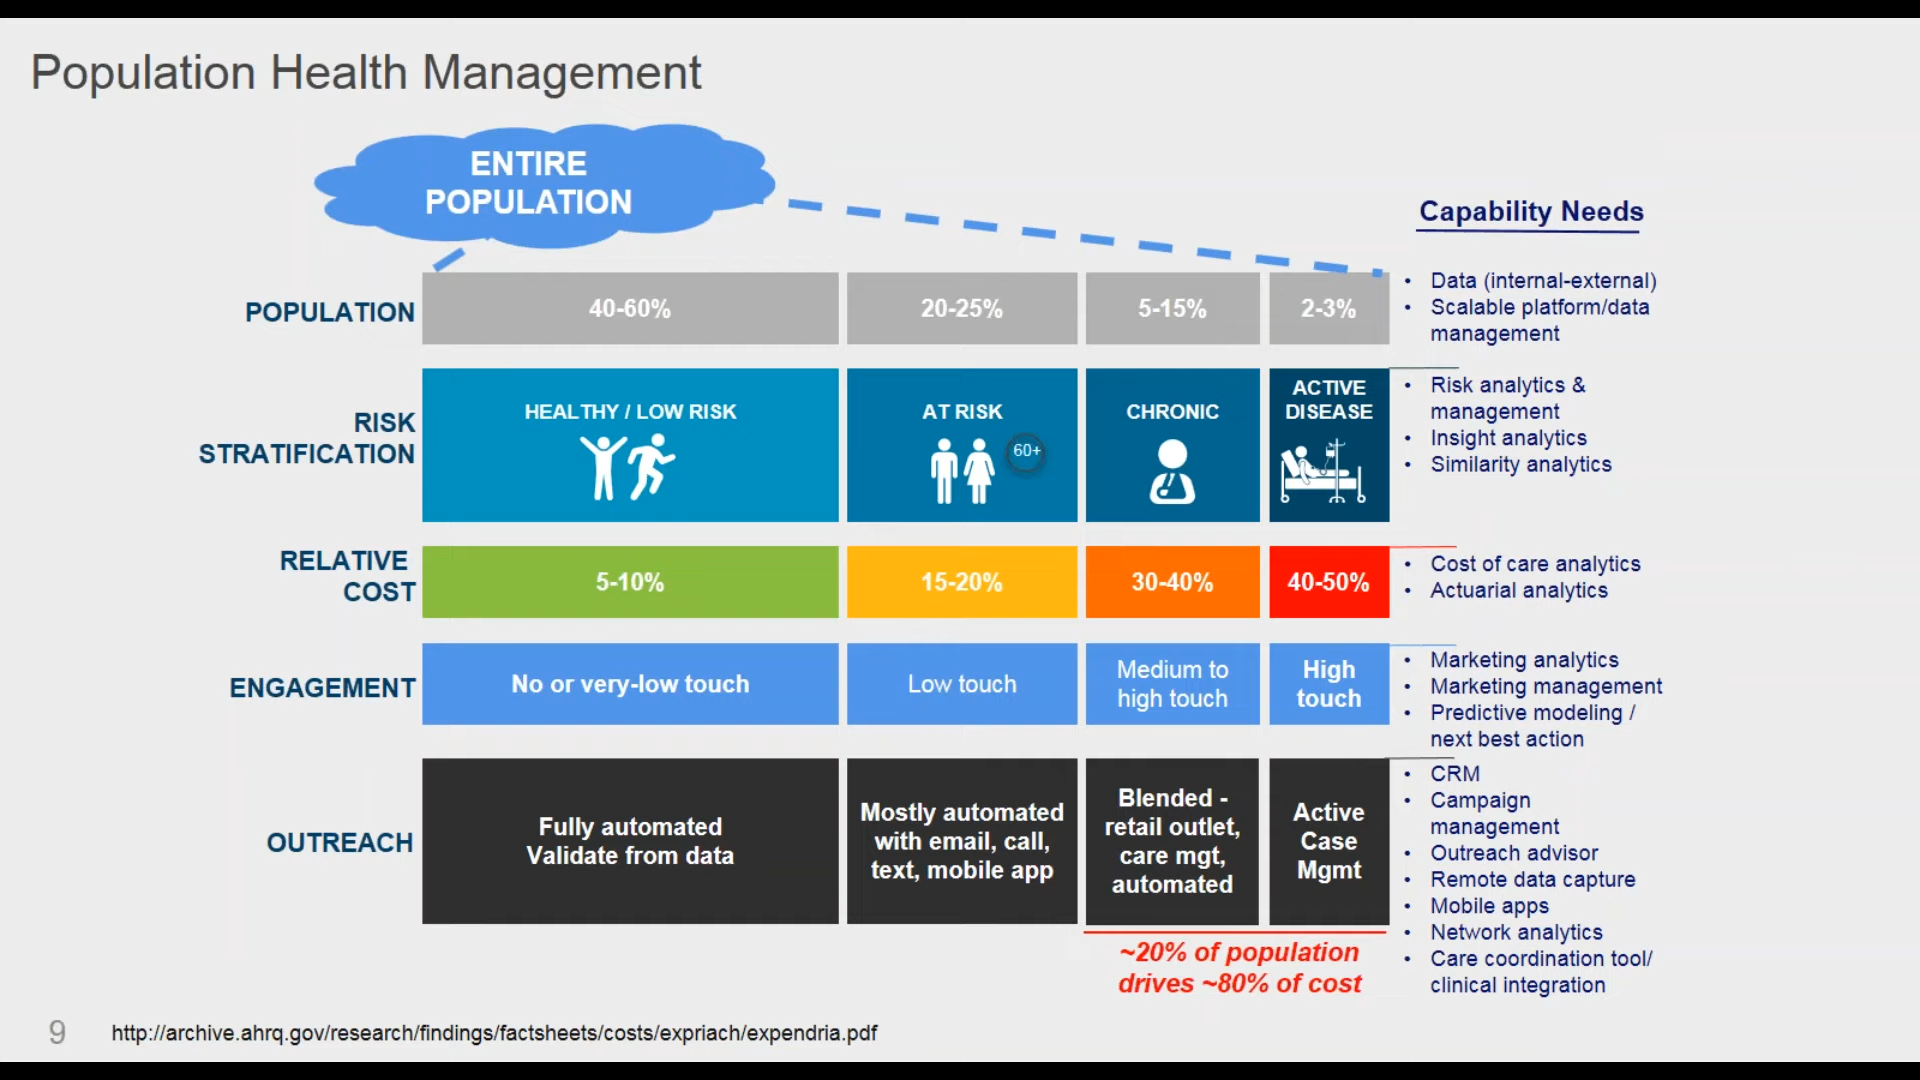 Population Health Management
ENTIRE
POPULATION
Capability Needs
POPULATION
40-60%
20-25%
5-15%
2-3%
• Data (internal-external)
• Scalable platform/data
management
RISK
STRATIFICATION
HEALTHY / LOW RISK
AT RISK
60+
CHRONIC
ACTIVE
DISEASE
• Risk analytics &
management
• Insight analytics
• Similarity analytics
RELATIVE
COST
5-10%
15-20%
30-40%
40-50%
• Cost of care analytics
• Actuarial analytics
ENGAGEMENT
No or very-low touch
Low touch
Medium to
high touch
High
touch
• Marketing analytics
• Marketing management
• Predictive modeling /
next best action
OUTREACH
Fully automated
Validate from data
Mostly automated
with email, call,
text, mobile app
Blended -
retail outlet,
care mgt,
automated
Active
Case
Mgmt
• CRM
• Campaign
management
• Outreach advisor
• Remote data capture
• Mobile apps
• Network analytics
• Care coordination tool/
clinical integration
~20% of population
drives ~80% of cost
9
http://archive.ahrq.gov/research/findings/factsheets/costs/expriach/expendria.pdf